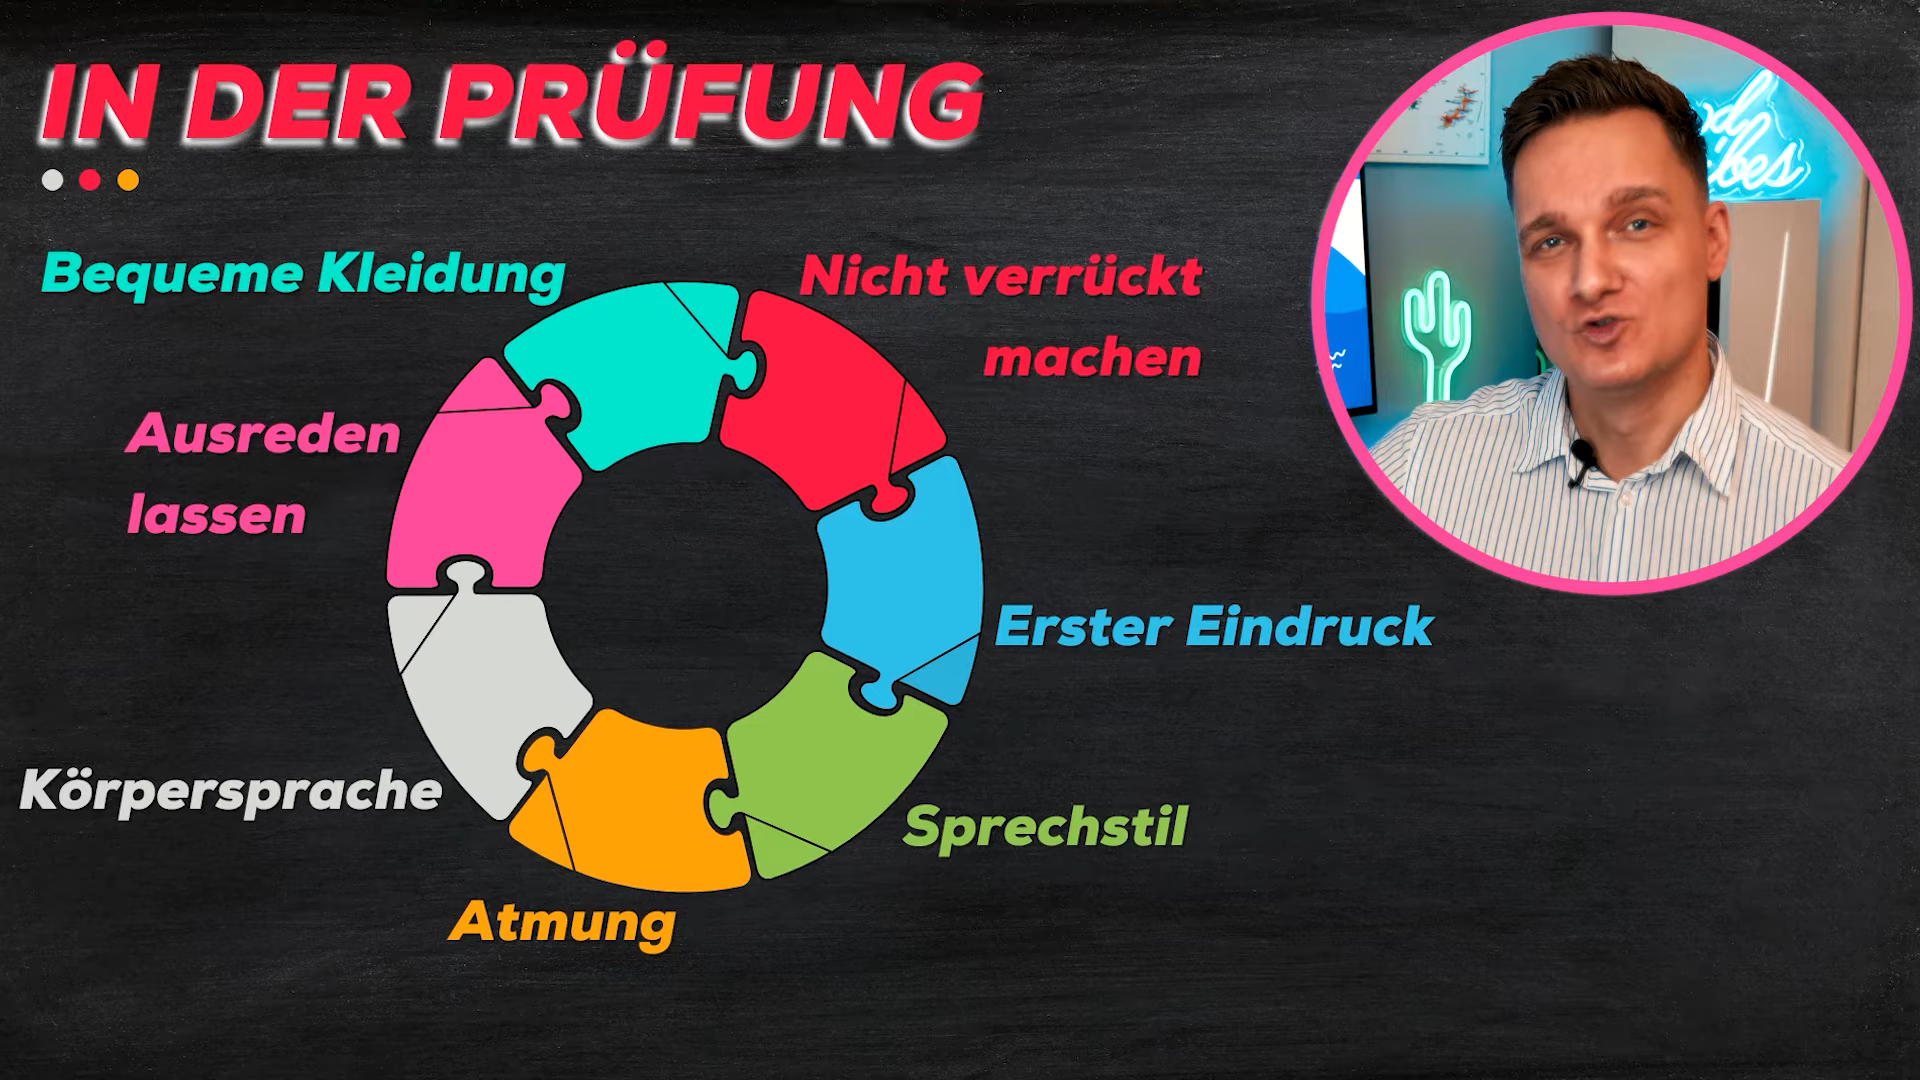 IN DER PRÜFUNG
Bequeme Kleidung
Nicht verrückt
machen
Ausreden
lassen
Erster Eindruck
Körpersprache
Sprechstil
Atmung